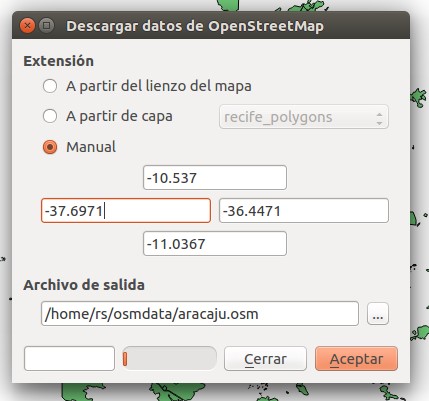 Descargar datos de OpenStreetMap
Extensión
A partir del lienzo del mapa
A partir de capa
recife_polygons
Manual
-10.537
-37.6971
-36.4471
-11.0367
Archivo de salida
/home/rs/osmdata/aracaju.osm
...
Cerrar
Aceptar